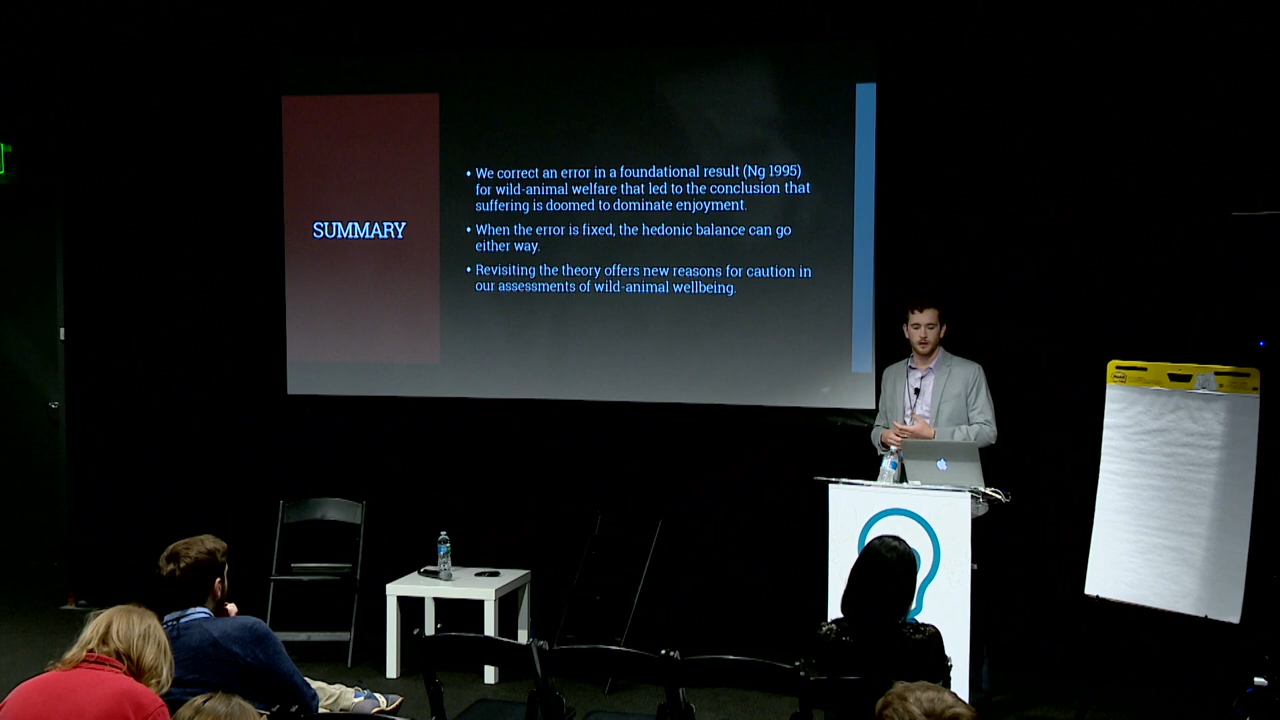 SUMMARY
• We correct an error in a foundational result (Ng 1995)
for wild-animal welfare that led to the conclusion that
suffering is doomed to dominate enjoyment.
• When the error is fixed, the hedonic balance can go
either way.
• Revisiting the theory offers new reasons for caution in
our assessments of wild-animal wellbeing.